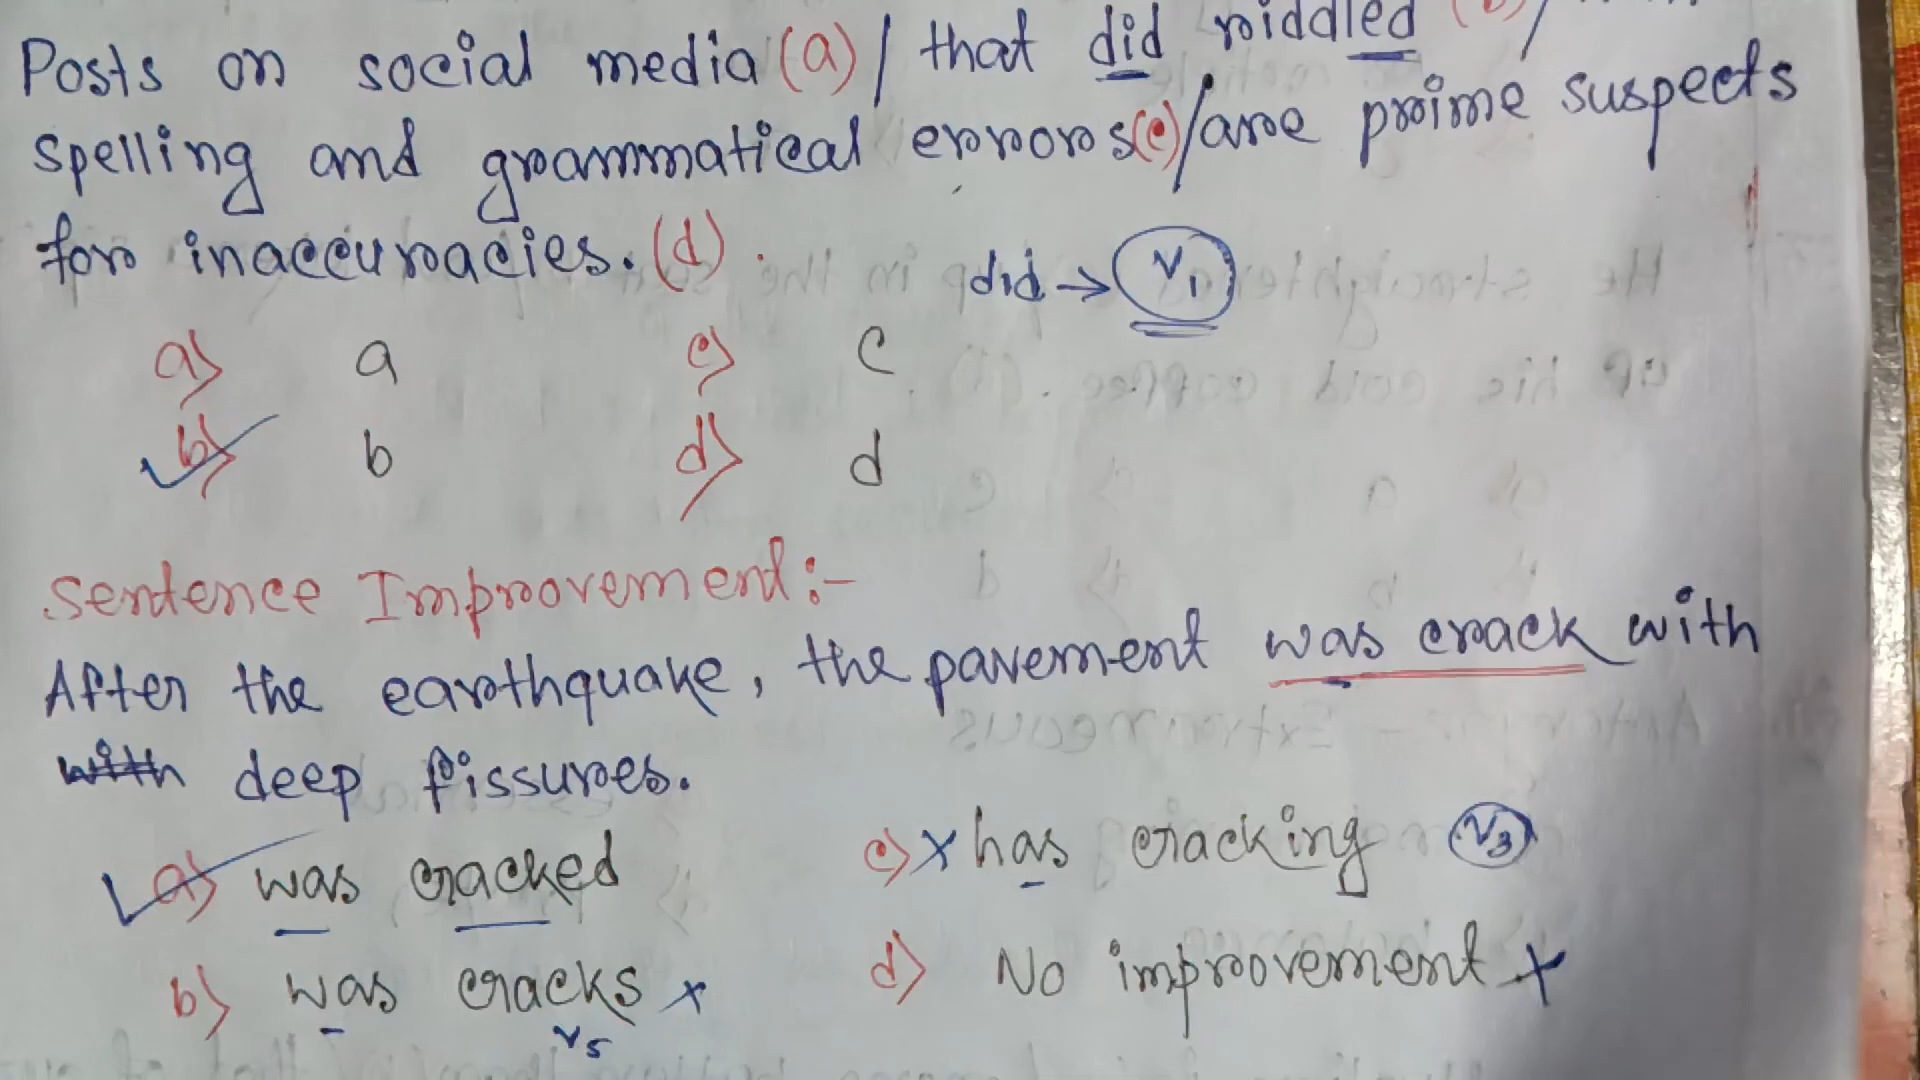 Posts on social media (a) / that did riddled (b) /
spelling and grammatical errors (c) / are prime suspects
for inaccuracies. (d).
did → V1
a) a c) c
b) b d) d
Sentence Improvement :-
After the earthquake, the pavement was crack with
with deep fissures.
a) was cracked c) x has cracking V3
b) was cracks x d) No improvement x
V5